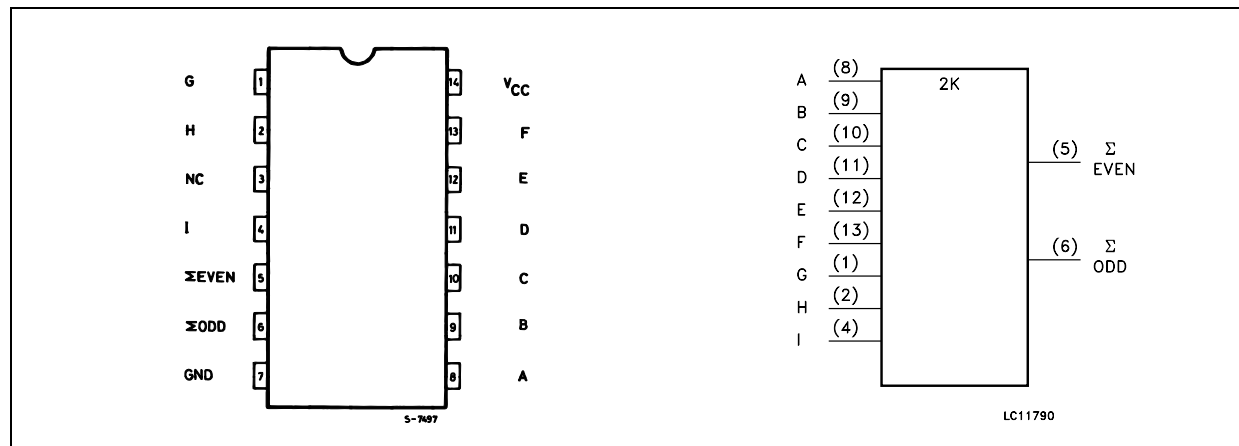 G 1 14 VCC
H 2 13 F
NC 3 12 E
I 4 11 D
ΣEVEN 5 10 C
ΣODD 6 9 B
GND 7 8 A
S-7497
2K
A (8)
B (9)
C (10)
D (11)
E (12)
F (13)
G (1)
H (2)
I (4)
(5) Σ
EVEN
(6) Σ
ODD
LC11790